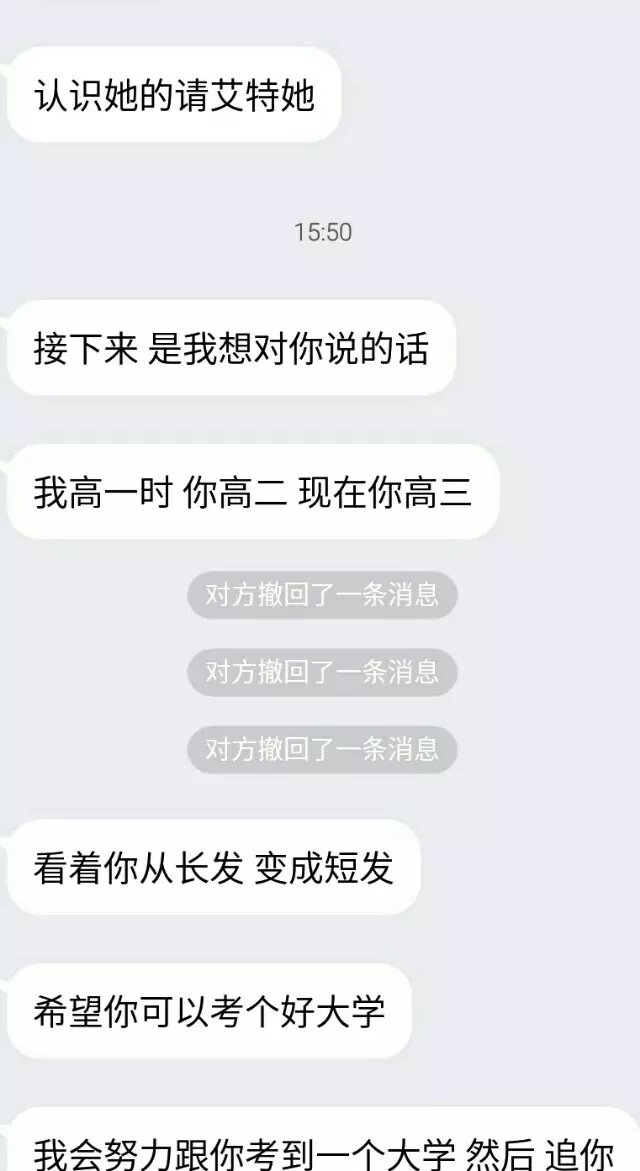 认识她的请艾特她
15:50
接下来 是我想对你说的话
我高一时 你高二 现在你高三
对方撤回了一条消息
对方撤回了一条消息
对方撤回了一条消息
看着你从长发 变成短发
希望你可以考个好大学
我会努力跟你考到一个大学 然后 追你